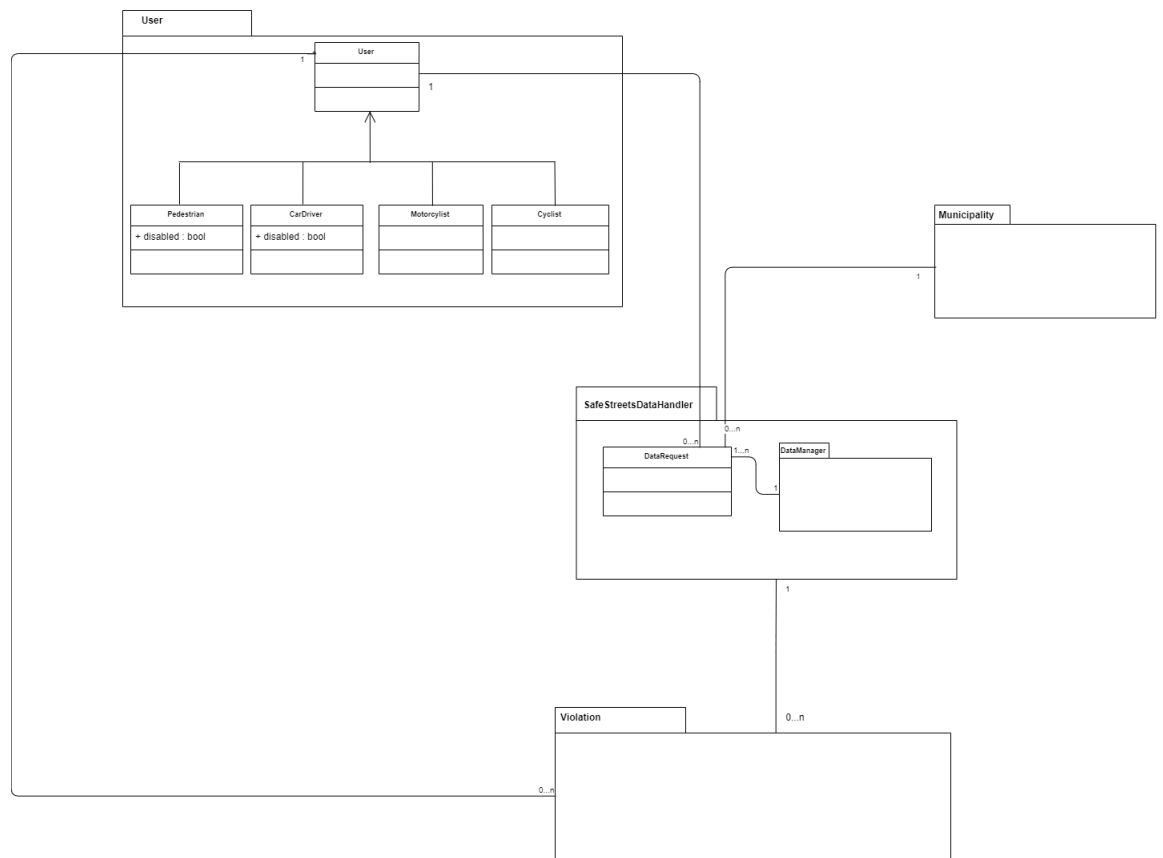 User
User
1
1
Pedestrian
CarDriver
Motorcylist
Cyclist
+ disabled : bool
+ disabled : bool
Municipality
1
SafeStreetsDataHandler
0...n
0...n
DataRequest
1...n
DataManager
1
1
Violation
0...n
0...n